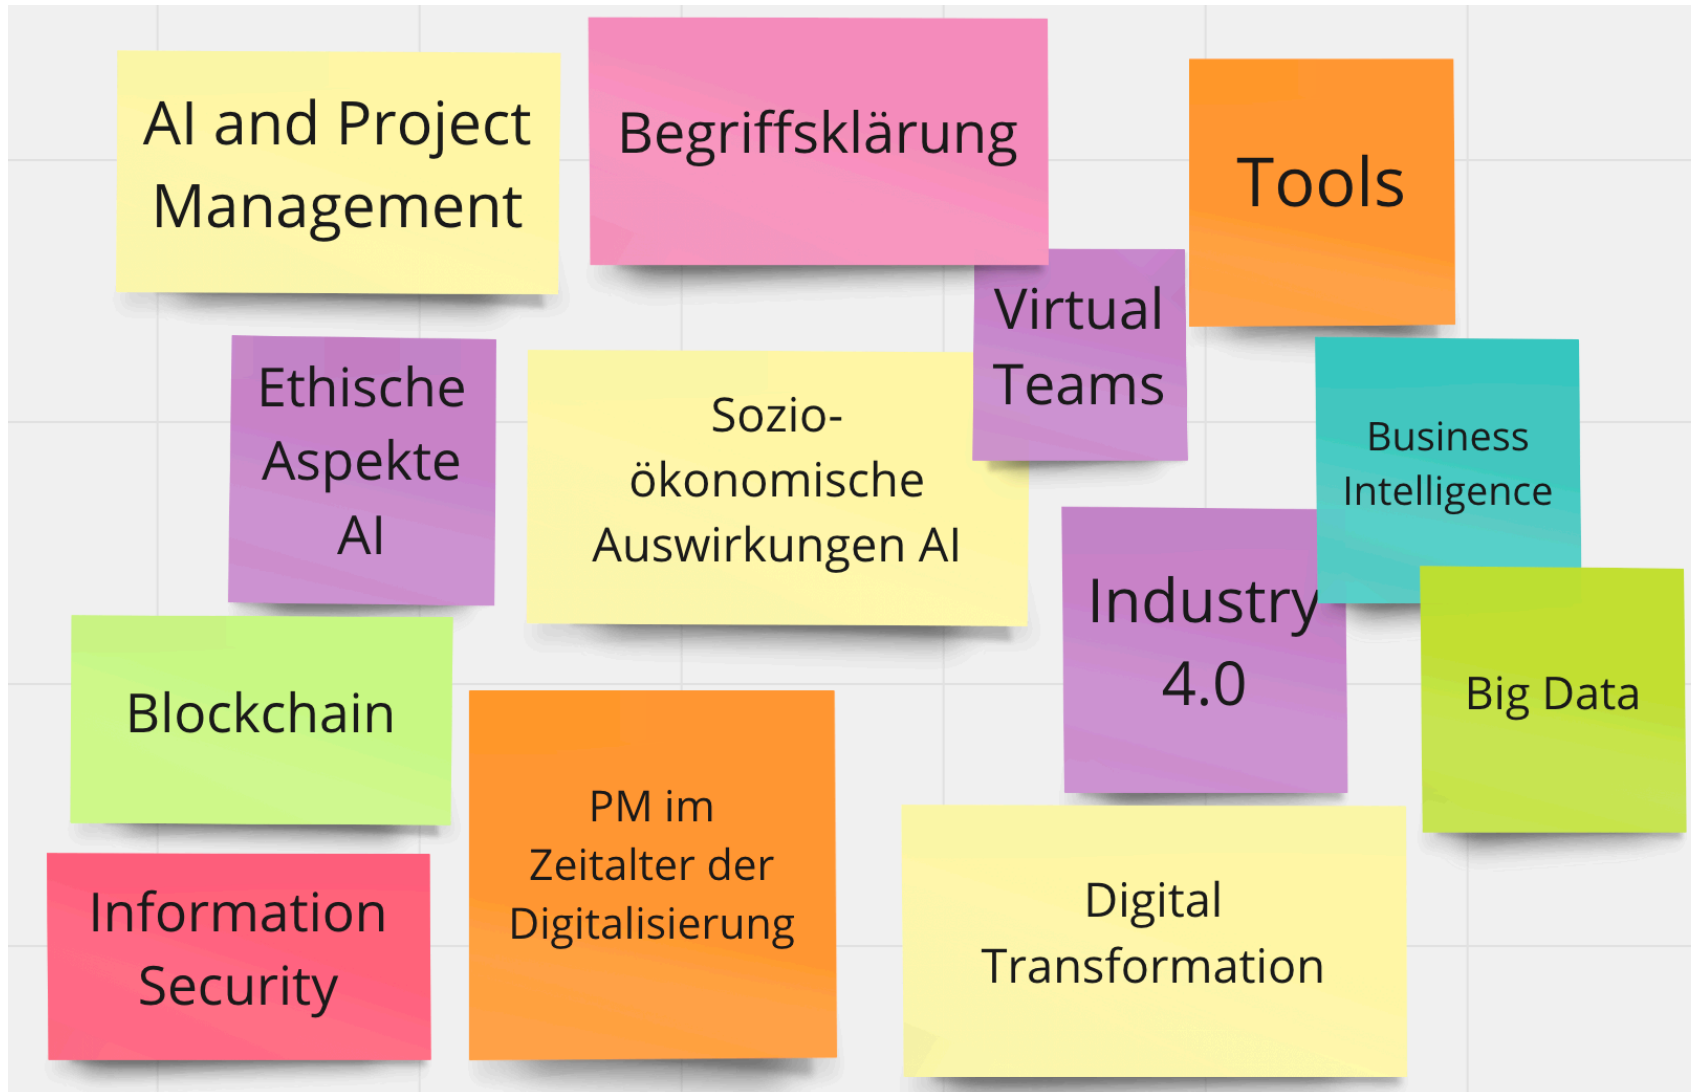 AI and Project
Management
Begriffsklärung
Tools
Virtual
Teams
Ethische
Aspekte
AI
Sozio-
ökonomische
Auswirkungen AI
Business
Intelligence
Industry
4.0
Big Data
Blockchain
PM im
Zeitalter der
Digitalisierung
Information
Security
Digital
Transformation